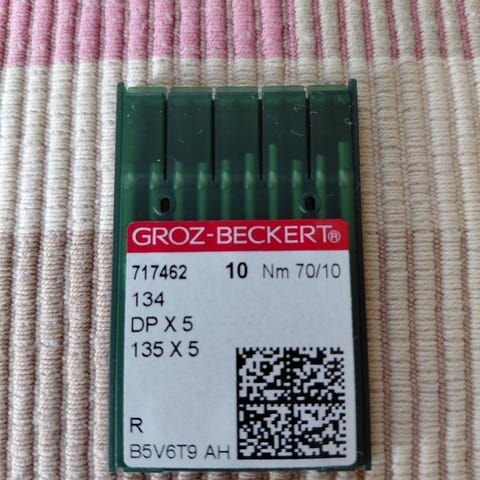 GROZ-BECKERT®
717462 10 Nm 70/10
134
DP X 5
135 X 5
R
B5V6T9 AH